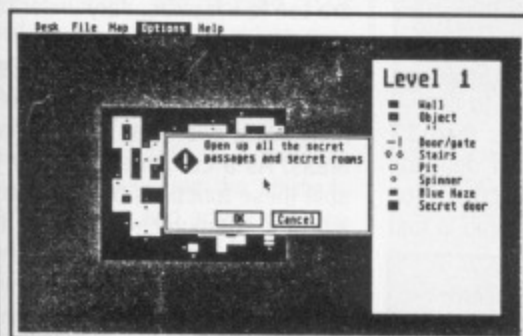 Desk File Map Options Help
Level 1
Wall
Object
Door/gate
Stairs
Pit
Spinner
Blue Haze
Secret door
Open up all the secret
passages and secret rooms
OK Cancel